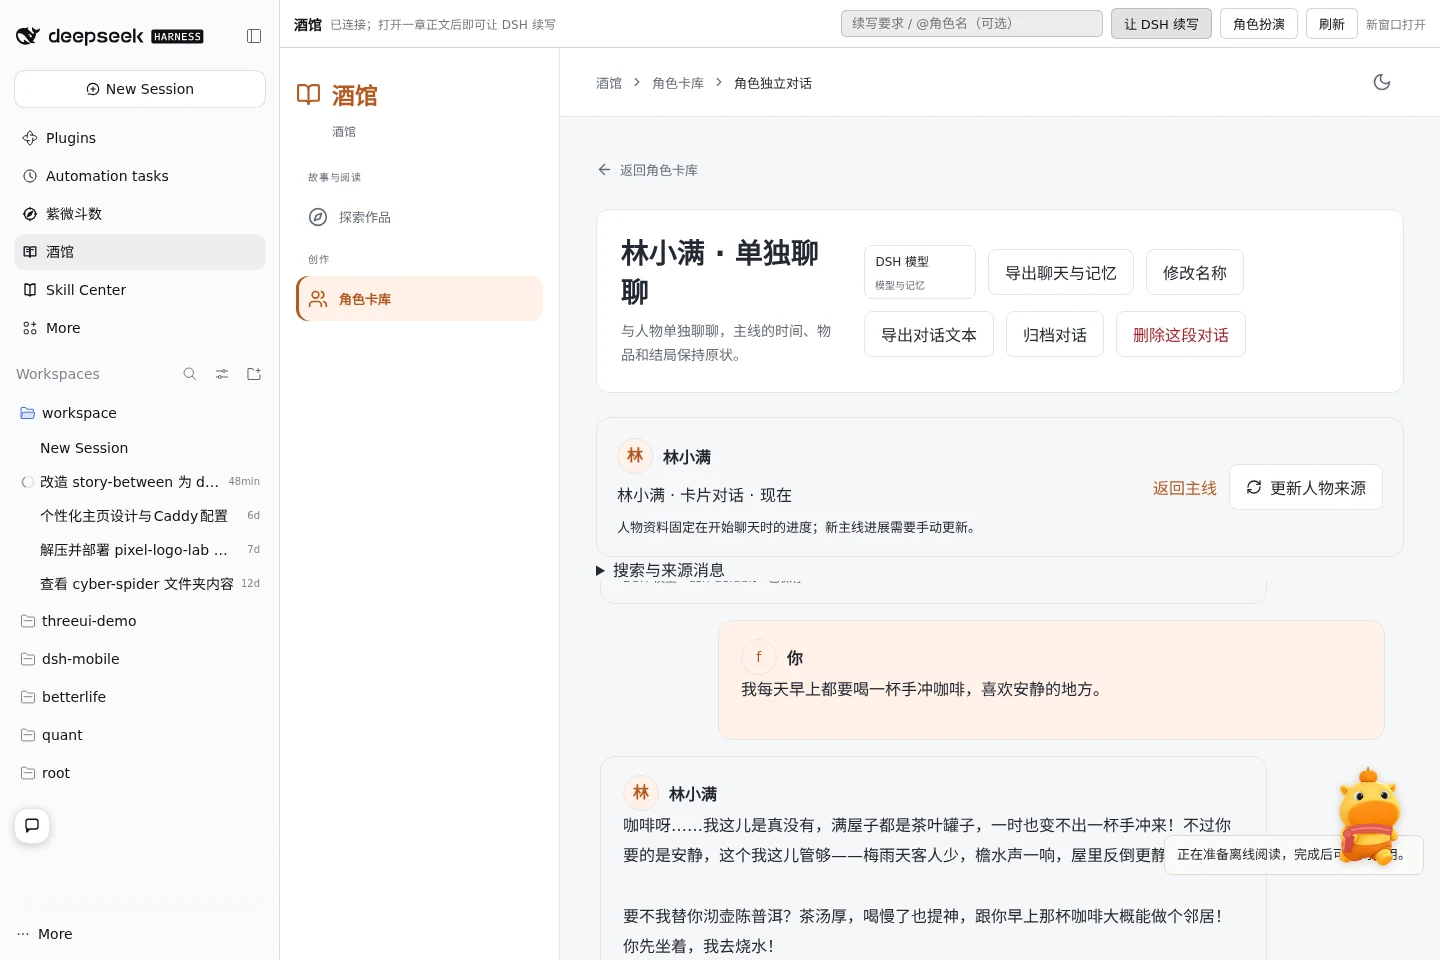 deepseek HARNESS
New Session
Plugins
Automation tasks
紫微斗数
酒馆
Skill Center
More
Workspaces
workspace
New Session
改造 story-between 为 d… 48min
个性化主页设计与Caddy配置 6d
解压并部署 pixel-logo-lab … 7d
查看 cyber-spider 文件夹内容 12d
threeui-demo
dsh-mobile
betterlife
quant
root
··· More
酒馆 已连接；打开一章正文后即可让 DSH 续写
续写要求 / @角色名（可选）
让 DSH 续写
角色扮演
刷新
新窗口打开
酒馆
酒馆
故事与阅读
探索作品
创作
角色卡库
酒馆 > 角色卡库 > 角色独立对话
返回角色卡库
林小满 · 单独聊
聊
与人物单独聊聊，主线的时间、物
品和结局保持原状。
DSH 模型
模型与记忆
导出聊天与记忆
修改名称
导出对话文本
归档对话
删除这段对话
林 林小满
林小满 · 卡片对话 · 现在
人物资料固定在开始聊天时的进度；新主线进展需要手动更新。
返回主线
更新人物来源
搜索与来源消息
f 你
我每天早上都要喝一杯手冲咖啡，喜欢安静的地方。
林 林小满
咖啡呀……我这儿是真没有，满屋子都是茶叶罐子，一时也变不出一杯手冲来！不过你
要的是安静，这个我这儿管够——梅雨天客人少，檐水声一响，屋里反倒更静
正在准备离线阅读，完成后可
要不我替你沏壶陈普洱？茶汤厚，喝慢了也提神，跟你早上那杯咖啡大概能做个邻居！
你先坐着，我去烧水！